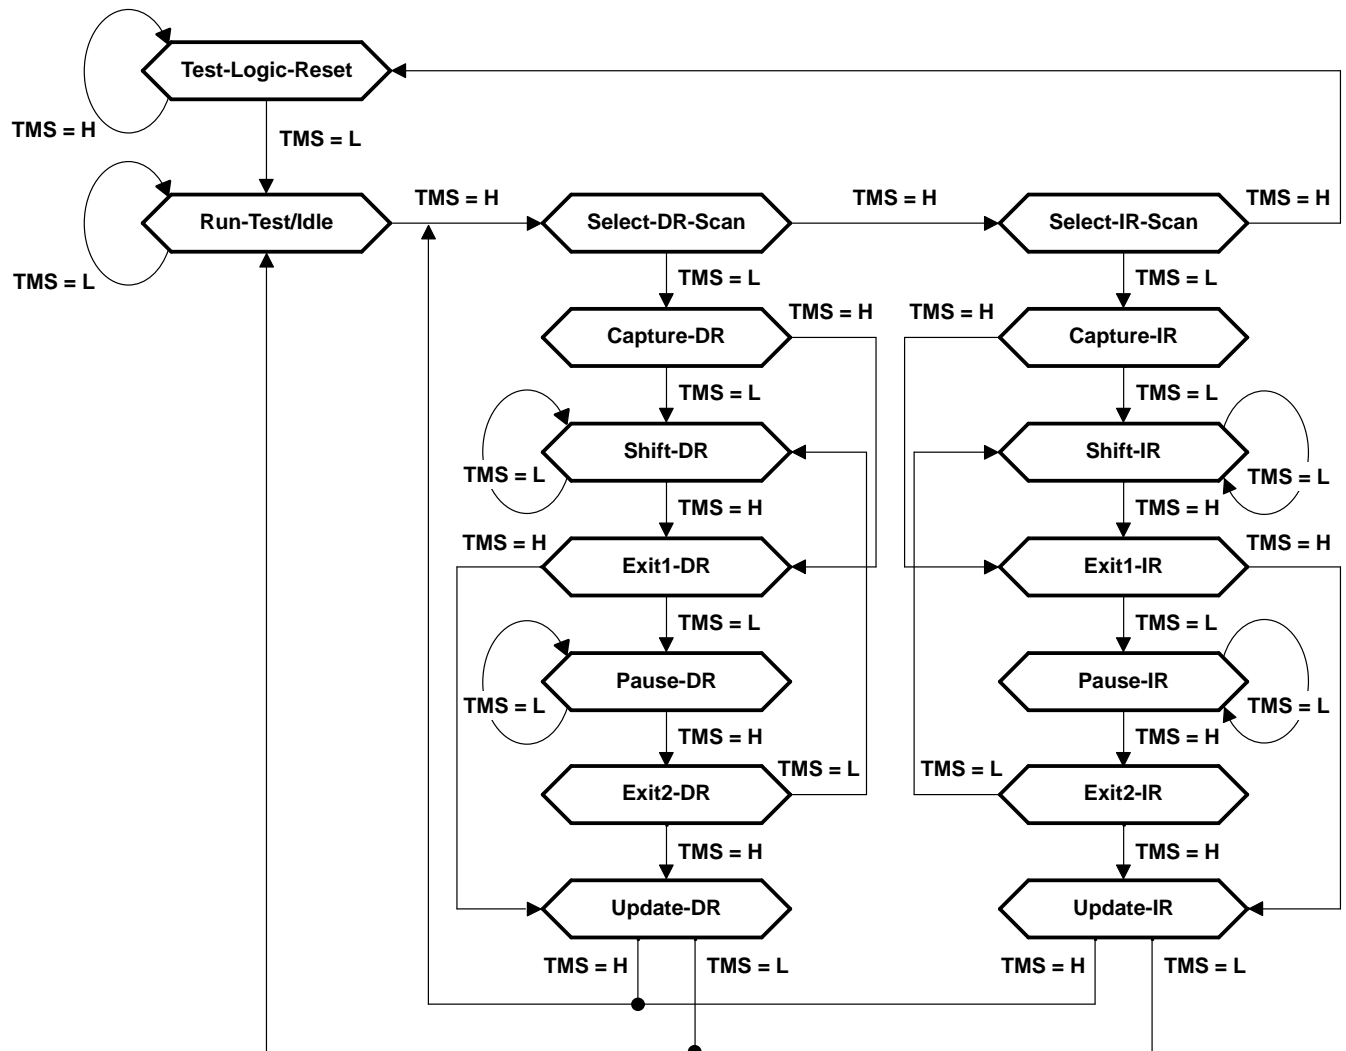 Test-Logic-Reset
TMS = H
TMS = L
TMS = H
TMS = H
TMS = H
Run-Test/Idle
Select-DR-Scan
Select-IR-Scan
TMS = L
TMS = L
TMS = L
TMS = H
TMS = H
Capture-DR
Capture-IR
TMS = L
TMS = L
Shift-DR
Shift-IR
TMS = L
TMS = L
TMS = H
TMS = H
TMS = H
TMS = H
Exit1-DR
Exit1-IR
TMS = L
TMS = L
Pause-DR
Pause-IR
TMS = L
TMS = L
TMS = H
TMS = H
TMS = L
TMS = L
Exit2-DR
Exit2-IR
TMS = H
TMS = H
Update-DR
Update-IR
TMS = H
TMS = L
TMS = H
TMS = L